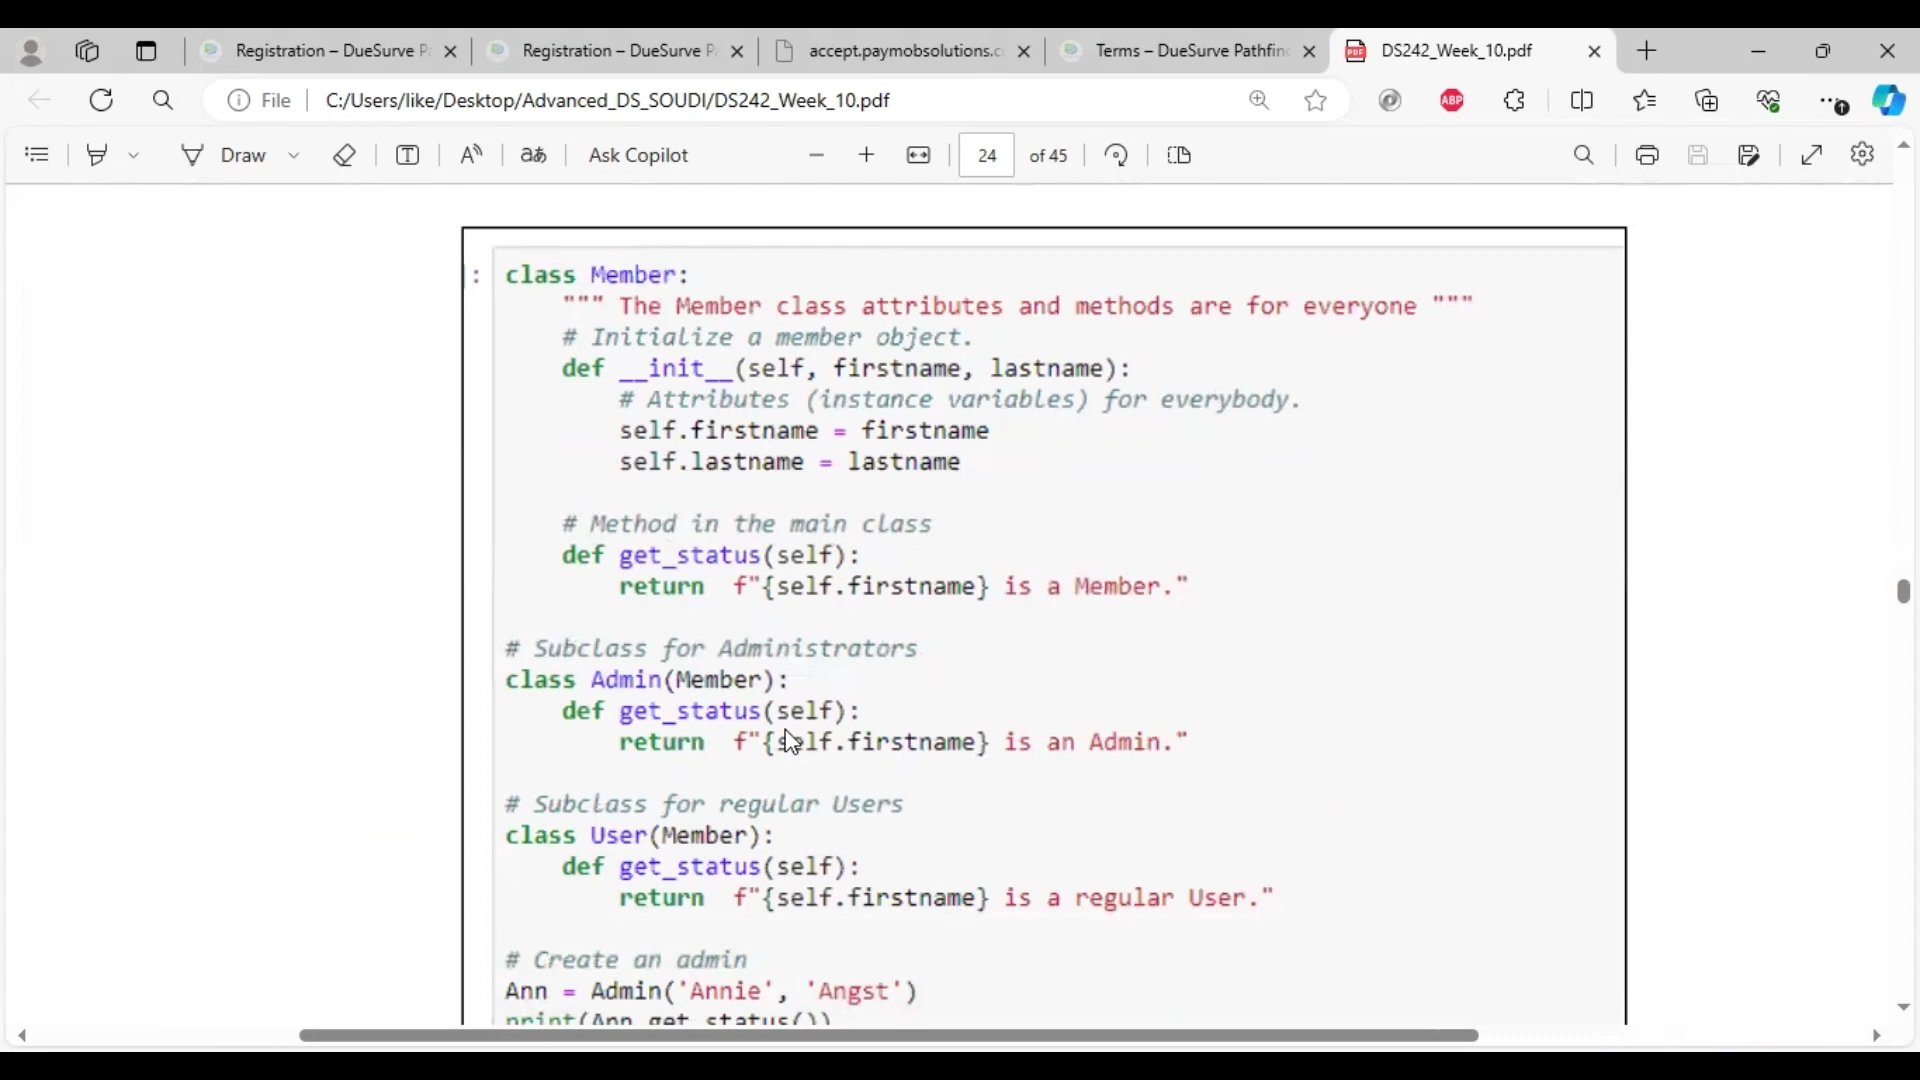 Registration – DueSurve P
Registration – DueSurve P
accept.paymobsolutions.c
Terms – DueSurve Pathfin
DS242_Week_10.pdf
File
C:/Users/like/Desktop/Advanced_DS_SOUDI/DS242_Week_10.pdf
ABP
Draw
Ask Copilot
24
of 45
: class Member:
""" The Member class attributes and methods are for everyone """
# Initialize a member object.
def __init__(self, firstname, lastname):
# Attributes (instance variables) for everybody.
self.firstname = firstname
self.lastname = lastname
# Method in the main class
def get_status(self):
return f"{self.firstname} is a Member."
# Subclass for Administrators
class Admin(Member):
def get_status(self):
return f"{self.firstname} is an Admin."
# Subclass for regular Users
class User(Member):
def get_status(self):
return f"{self.firstname} is a regular User."
# Create an admin
Ann = Admin('Annie', 'Angst')
print(Ann.get_status())